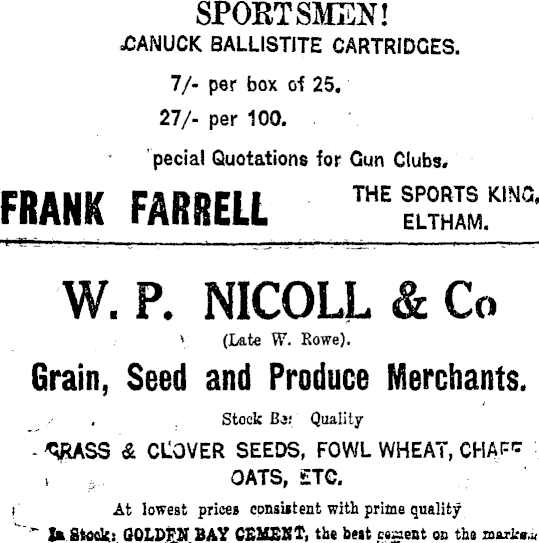 SPORTSMEN!
CANUCK BALLISTITE CARTRIDGES.
7/- per box of 25.
27/- per 100.
pecial Quotations for Gun Clubs.
FRANK FARRELL THE SPORTS KING,
ELTHAM.
W. P. NICOLL & Co
(Late W. Rowe).
Grain, Seed and Produce Merchants.
Stock Quality
GRASS & CLOVER SEEDS, FOWL WHEAT, CHAFF
OATS, ETC.
At lowest prices consistent with prime quality
In Stock: GOLDEN BAY CEMENT, the best cement on the market